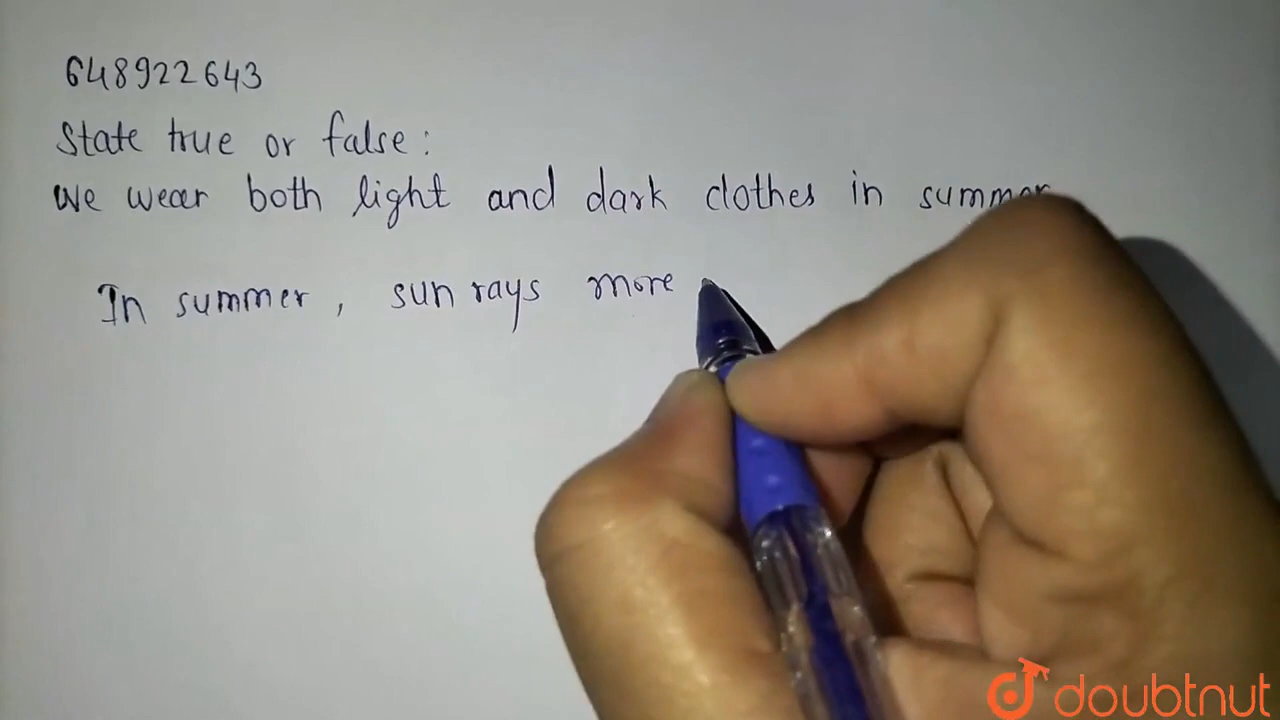 648922643
State true or false:
We wear both light and dark clothes in summer
In summer, sun rays more
doubtnut